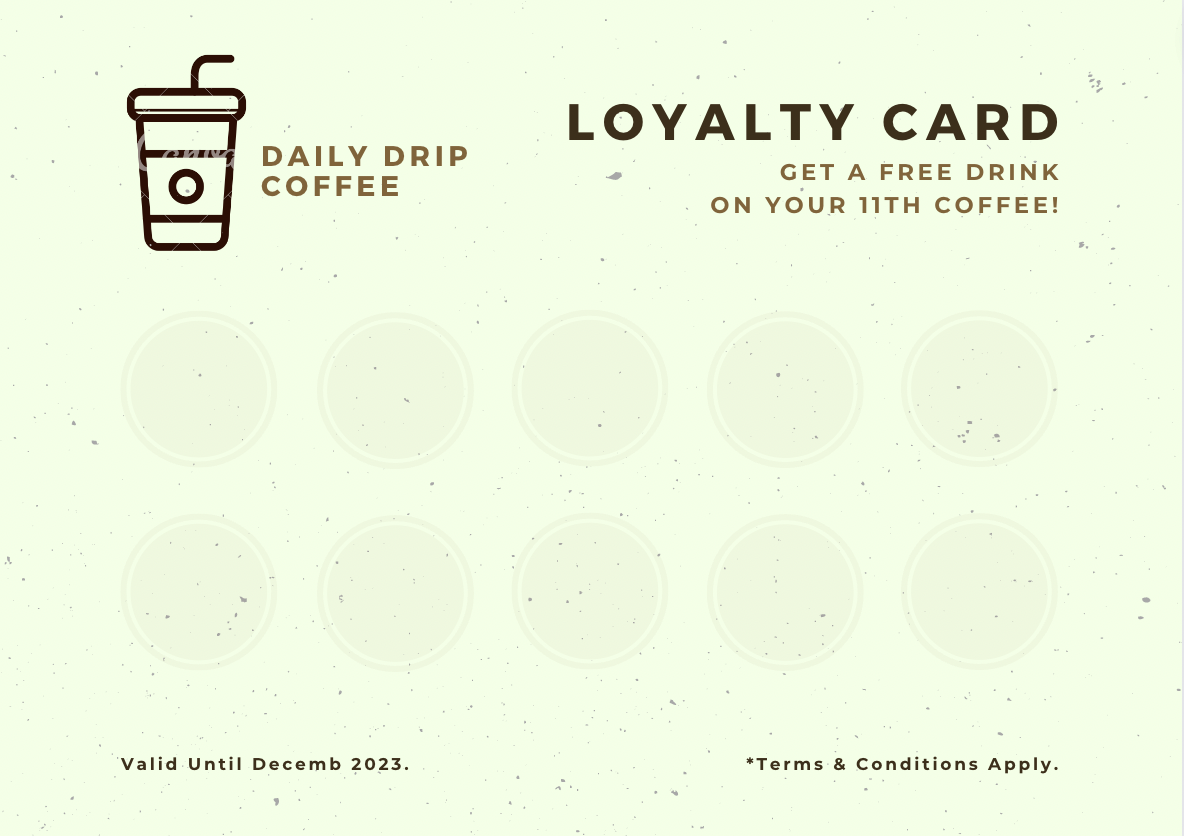 DAILY DRIP
COFFEE
LOYALTY CARD
GET A FREE DRINK
ON YOUR 11TH COFFEE!
Valid Until Decemb 2023.
*Terms & Conditions Apply.
Canva